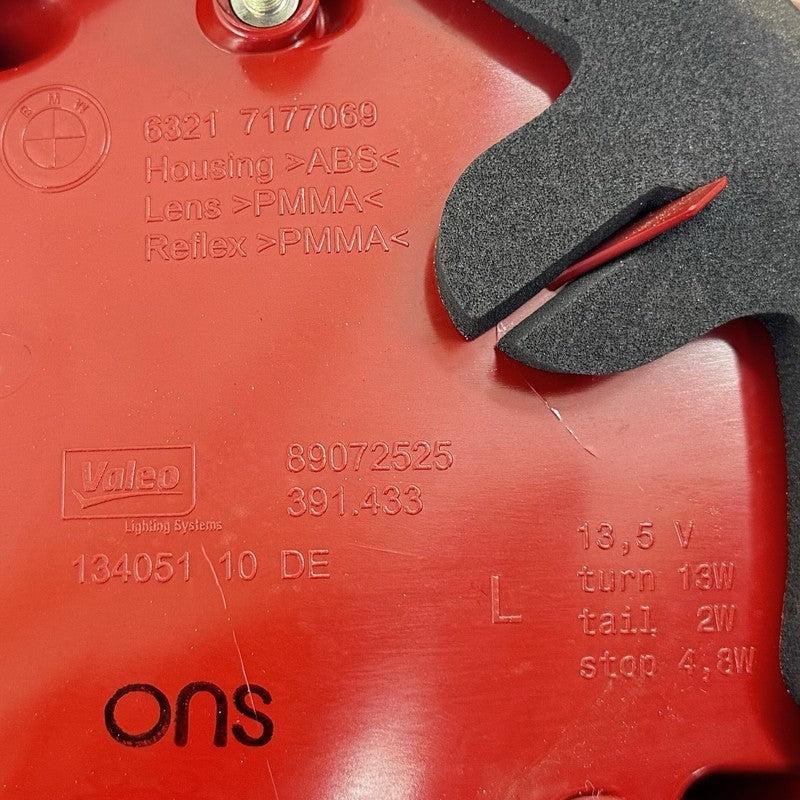 BMW
6321 7177069
Housing >ABS<
Lens >PMMA<
Reflex >PMMA<
Valeo
Lighting Systems
89072525
391.433
134051 10 DE
L
13,5 V
turn 13W
tail 2W
stop 4,8W
ons